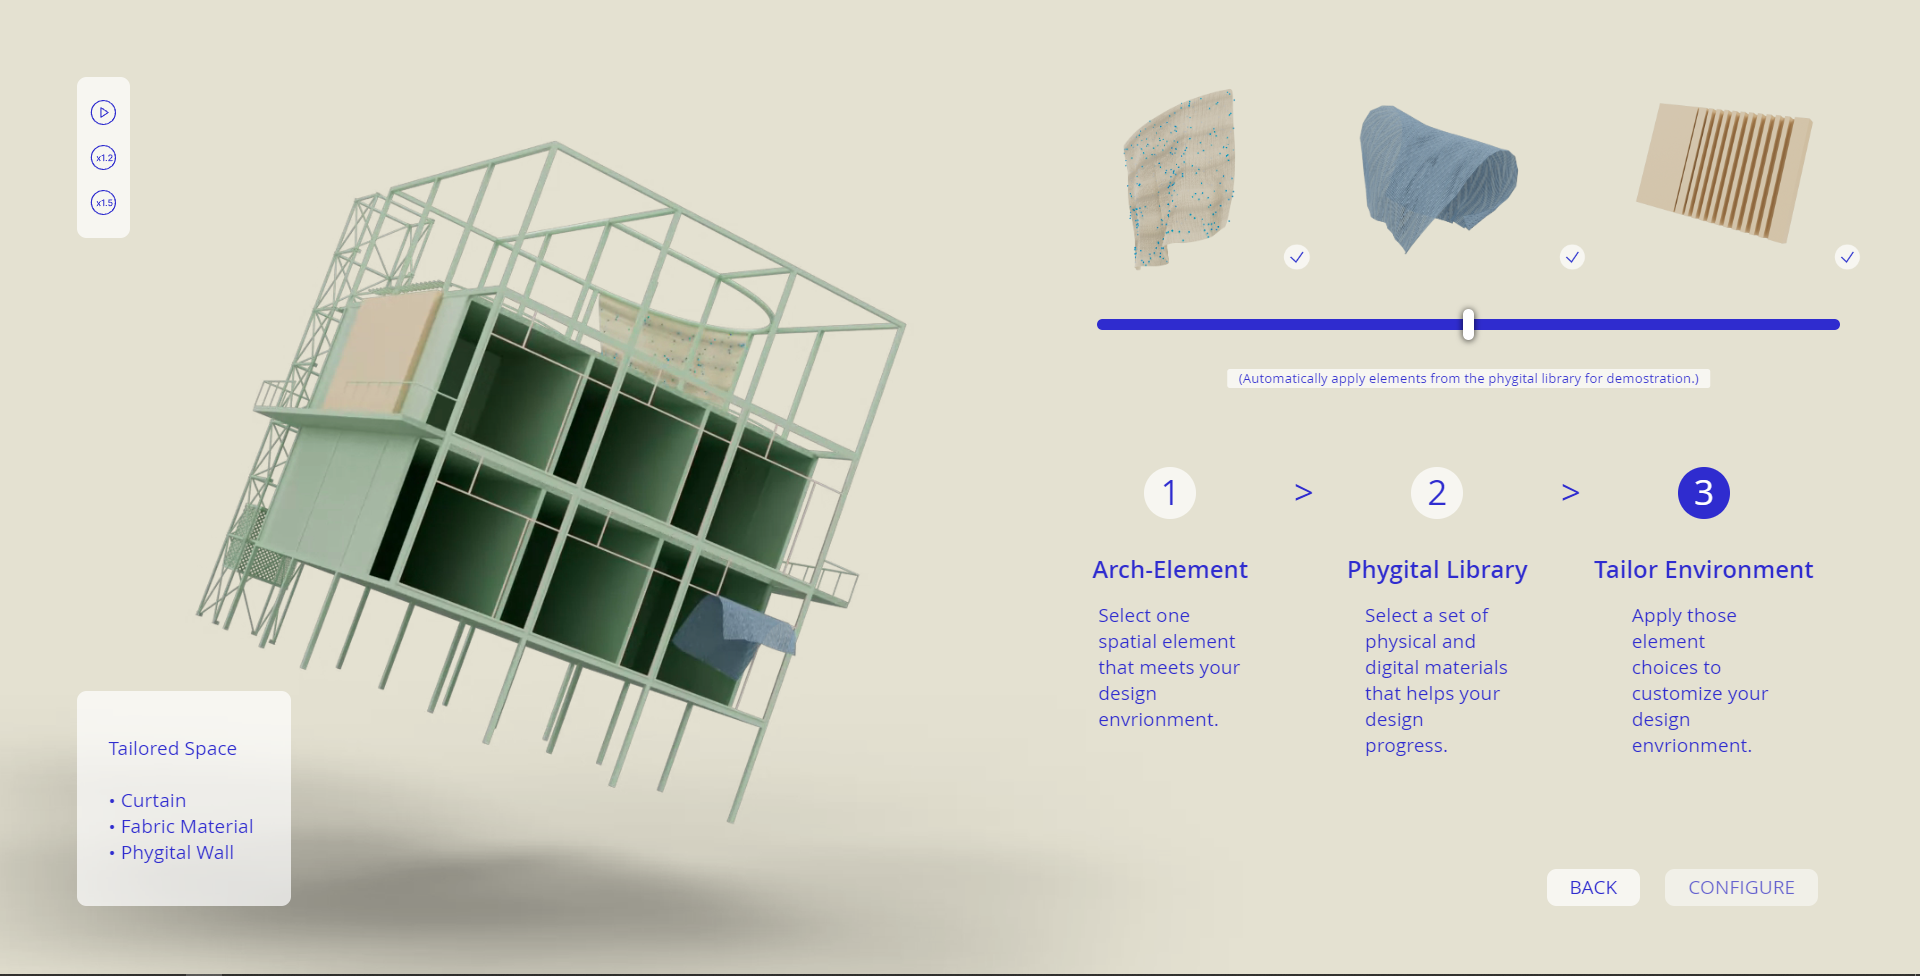 x1.2
x1.5
(Automatically apply elements from the phygital library for demostration.)
1 > 2 > 3
Arch-Element
Select one
spatial element
that meets your
design
envrionment.
Phygital Library
Select a set of
physical and
digital materials
that helps your
design
progress.
Tailor Environment
Apply those
element
choices to
customize your
design
envrionment.
Tailored Space
• Curtain
• Fabric Material
• Phygital Wall
BACK
CONFIGURE